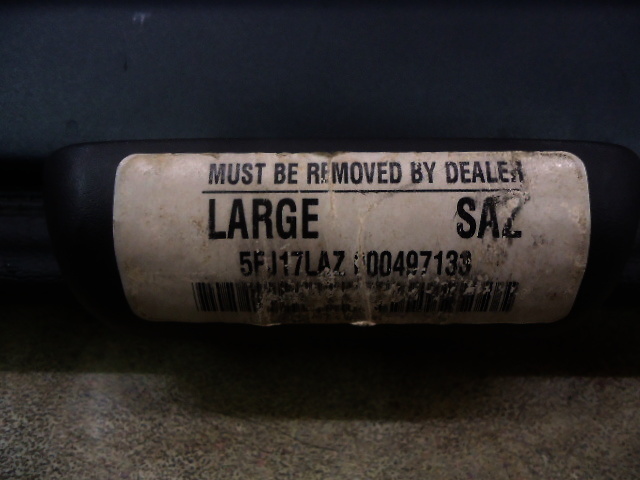 MUST BE REMOVED BY DEALER
LARGE SAZ
5FJ17LAZ 00497133